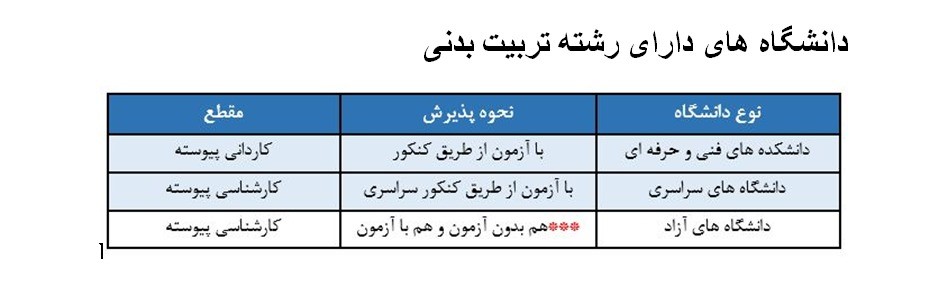 دانشگاه های دارای رشته تربیت بدنی
نوع دانشگاه نحوه پذیرش مقطع
دانشکده های فنی و حرفه ای با آزمون از طریق کنکور کاردانی پیوسته
دانشگاه های سراسری با آزمون از طریق کنکور سراسری کارشناسی پیوسته
دانشگاه های آزاد ***هم بدون آزمون و هم با آزمون کارشناسی پیوسته